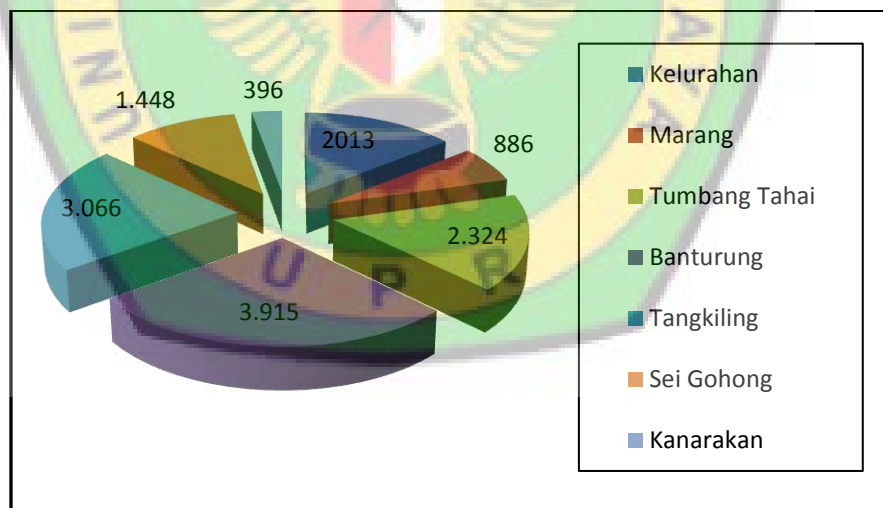 396
1.448
2013
886
3.066
2.324
3.915
Kelurahan
Marang
Tumbang Tahai
Banturung
Tangkiling
Sei Gohong
Kanarakan
U P R